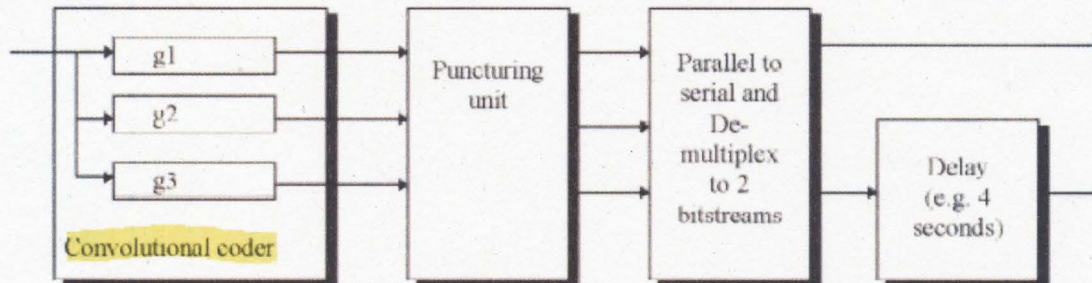 g1
g2
g3
Convolutional coder
Puncturing
unit
Parallel to
serial and
De-
multiplex
to 2
bitstreams
Delay
(e.g. 4
seconds)